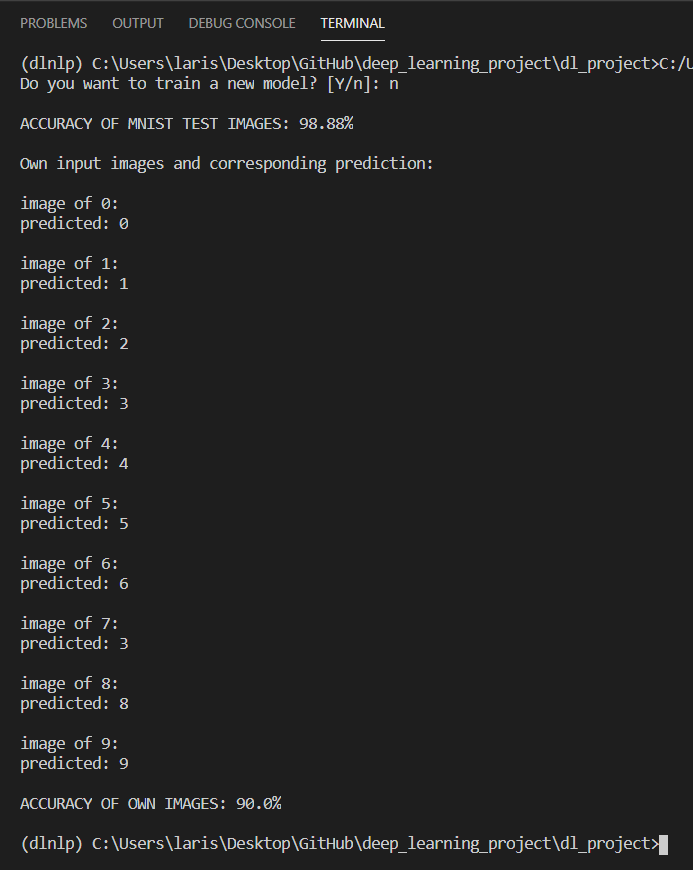 PROBLEMS OUTPUT DEBUG CONSOLE TERMINAL
(dlnlp) C:\Users\laris\Desktop\GitHub\deep_learning_project\dl_project>C:/U
Do you want to train a new model? [Y/n]: n
ACCURACY OF MNIST TEST IMAGES: 98.88%
Own input images and corresponding prediction:
image of 0:
predicted: 0
image of 1:
predicted: 1
image of 2:
predicted: 2
image of 3:
predicted: 3
image of 4:
predicted: 4
image of 5:
predicted: 5
image of 6:
predicted: 6
image of 7:
predicted: 3
image of 8:
predicted: 8
image of 9:
predicted: 9
ACCURACY OF OWN IMAGES: 90.0%
(dlnlp) C:\Users\laris\Desktop\GitHub\deep_learning_project\dl_project>